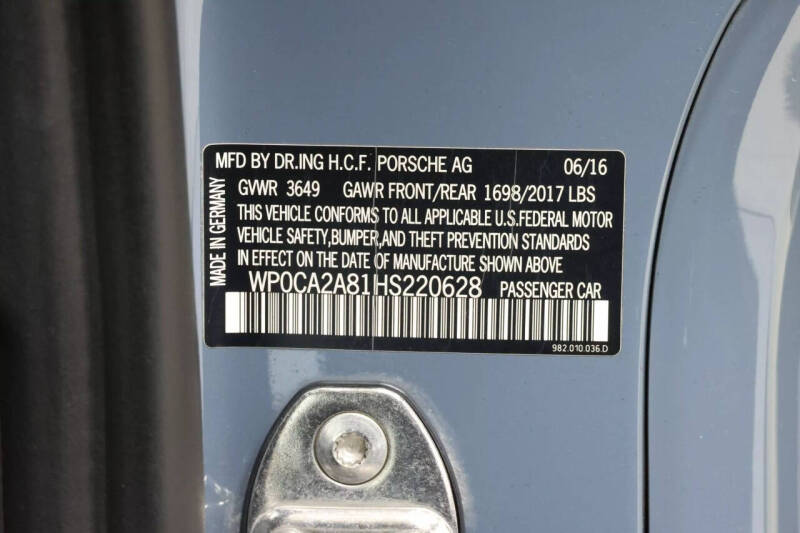 MFD BY DR.ING H.C.F. PORSCHE AG 06/16
GVWR 3649 GAWR FRONT/REAR 1698/2017 LBS
THIS VEHICLE CONFORMS TO ALL APPLICABLE U.S.FEDERAL MOTOR
VEHICLE SAFETY,BUMPER,AND THEFT PREVENTION STANDARDS
IN EFFECT ON THE DATE OF MANUFACTURE SHOWN ABOVE
WP0CA2A81HS220628 PASSENGER CAR
982.010.036.D
MADE IN GERMANY